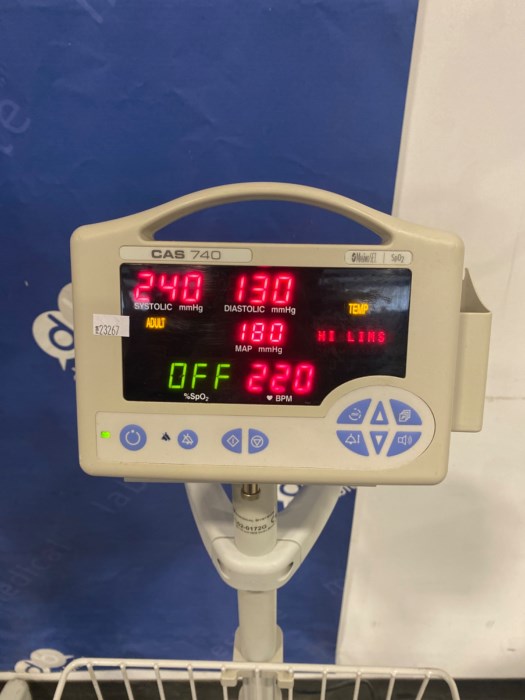 CAS 740
Masimo SET SpO2
240 130
SYSTOLIC mmHg DIASTOLIC mmHg TEMP
ADULT
223267
180 HI LIMS
MAP mmHg
OFF 220
%SpO2 ♥ BPM